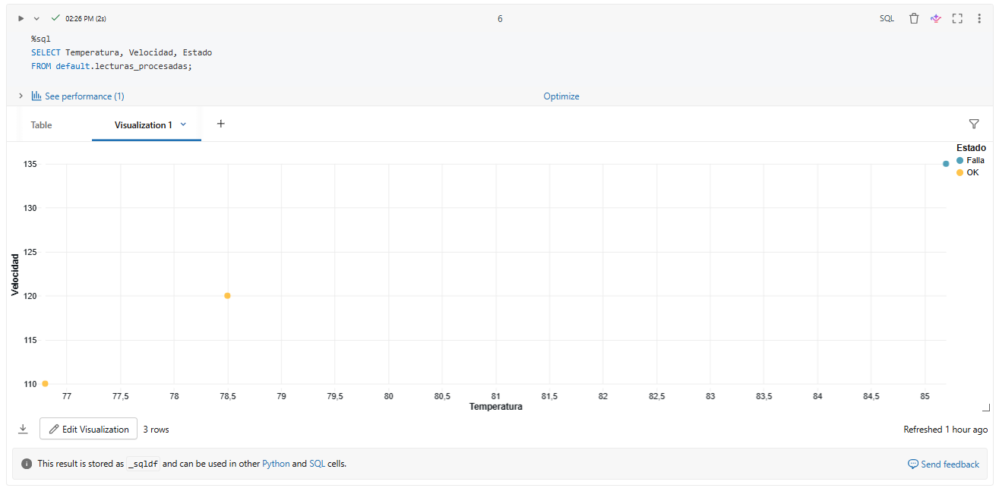 02:26 PM (2s)
6
SQL
%sql
SELECT Temperatura, Velocidad, Estado
FROM default.lecturas_procesadas;
See performance (1)
Optimize
Table
Visualization 1
+
Estado
Falla
OK
135
130
125
120
115
110
Velocidad
77
77,5
78
78,5
79
79,5
80
80,5
81
81,5
82
82,5
83
83,5
84
84,5
85
Temperatura
Edit Visualization
3 rows
Refreshed 1 hour ago
This result is stored as _sqldf and can be used in other Python and SQL cells.
Send feedback